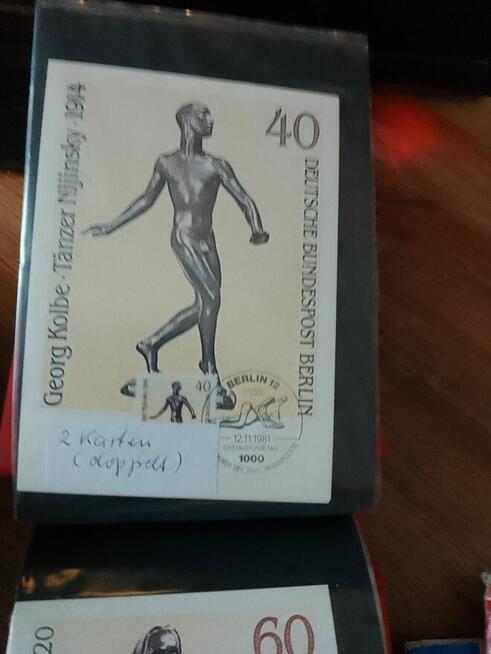 Georg Kolbe · Tänzer Nijinsky · 1914
40
DEUTSCHE BUNDESPOST BERLIN
40
BERLIN 12
12.11.1981
ERSTAUSGABETAG
1000
2 Karten
(doppelt)
20
60